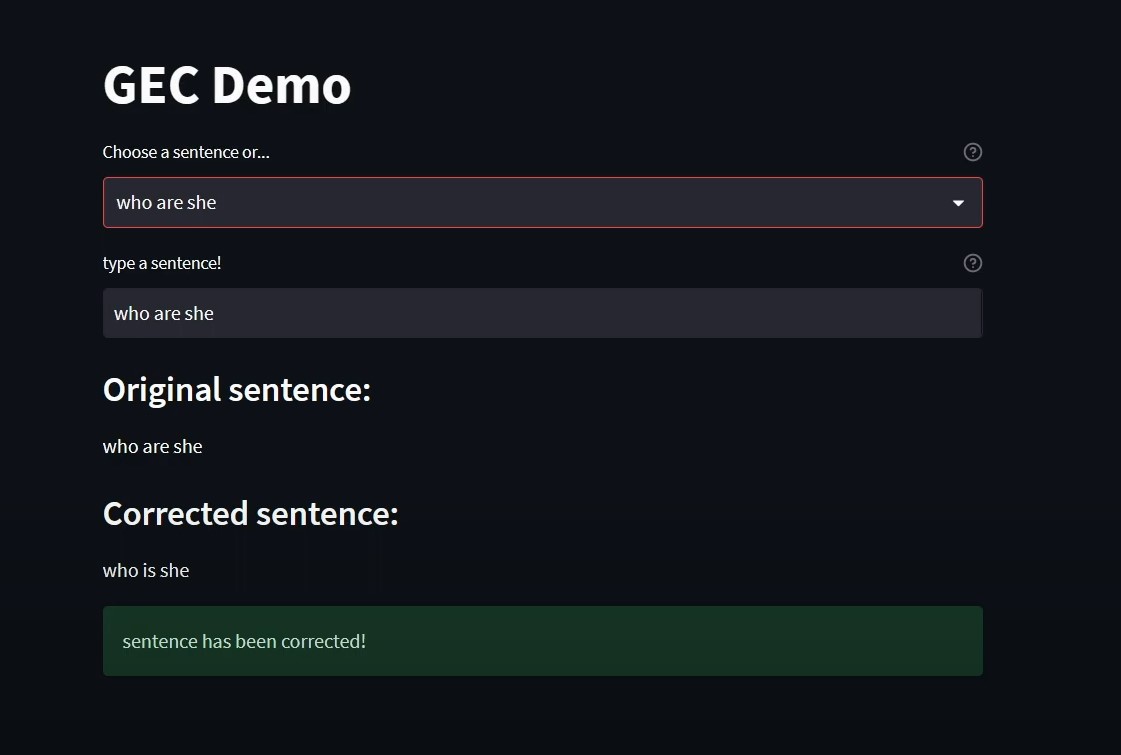 GEC Demo
Choose a sentence or...
who are she
type a sentence!
who are she
Original sentence:
who are she
Corrected sentence:
who is she
sentence has been corrected!